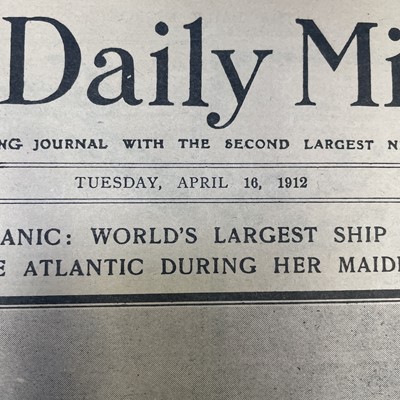 Daily Mi
NG JOURNAL WITH THE SECOND LARGEST N
TUESDAY, APRIL 16, 1912
ANIC: WORLD'S LARGEST SHIP
E ATLANTIC DURING HER MAIDE